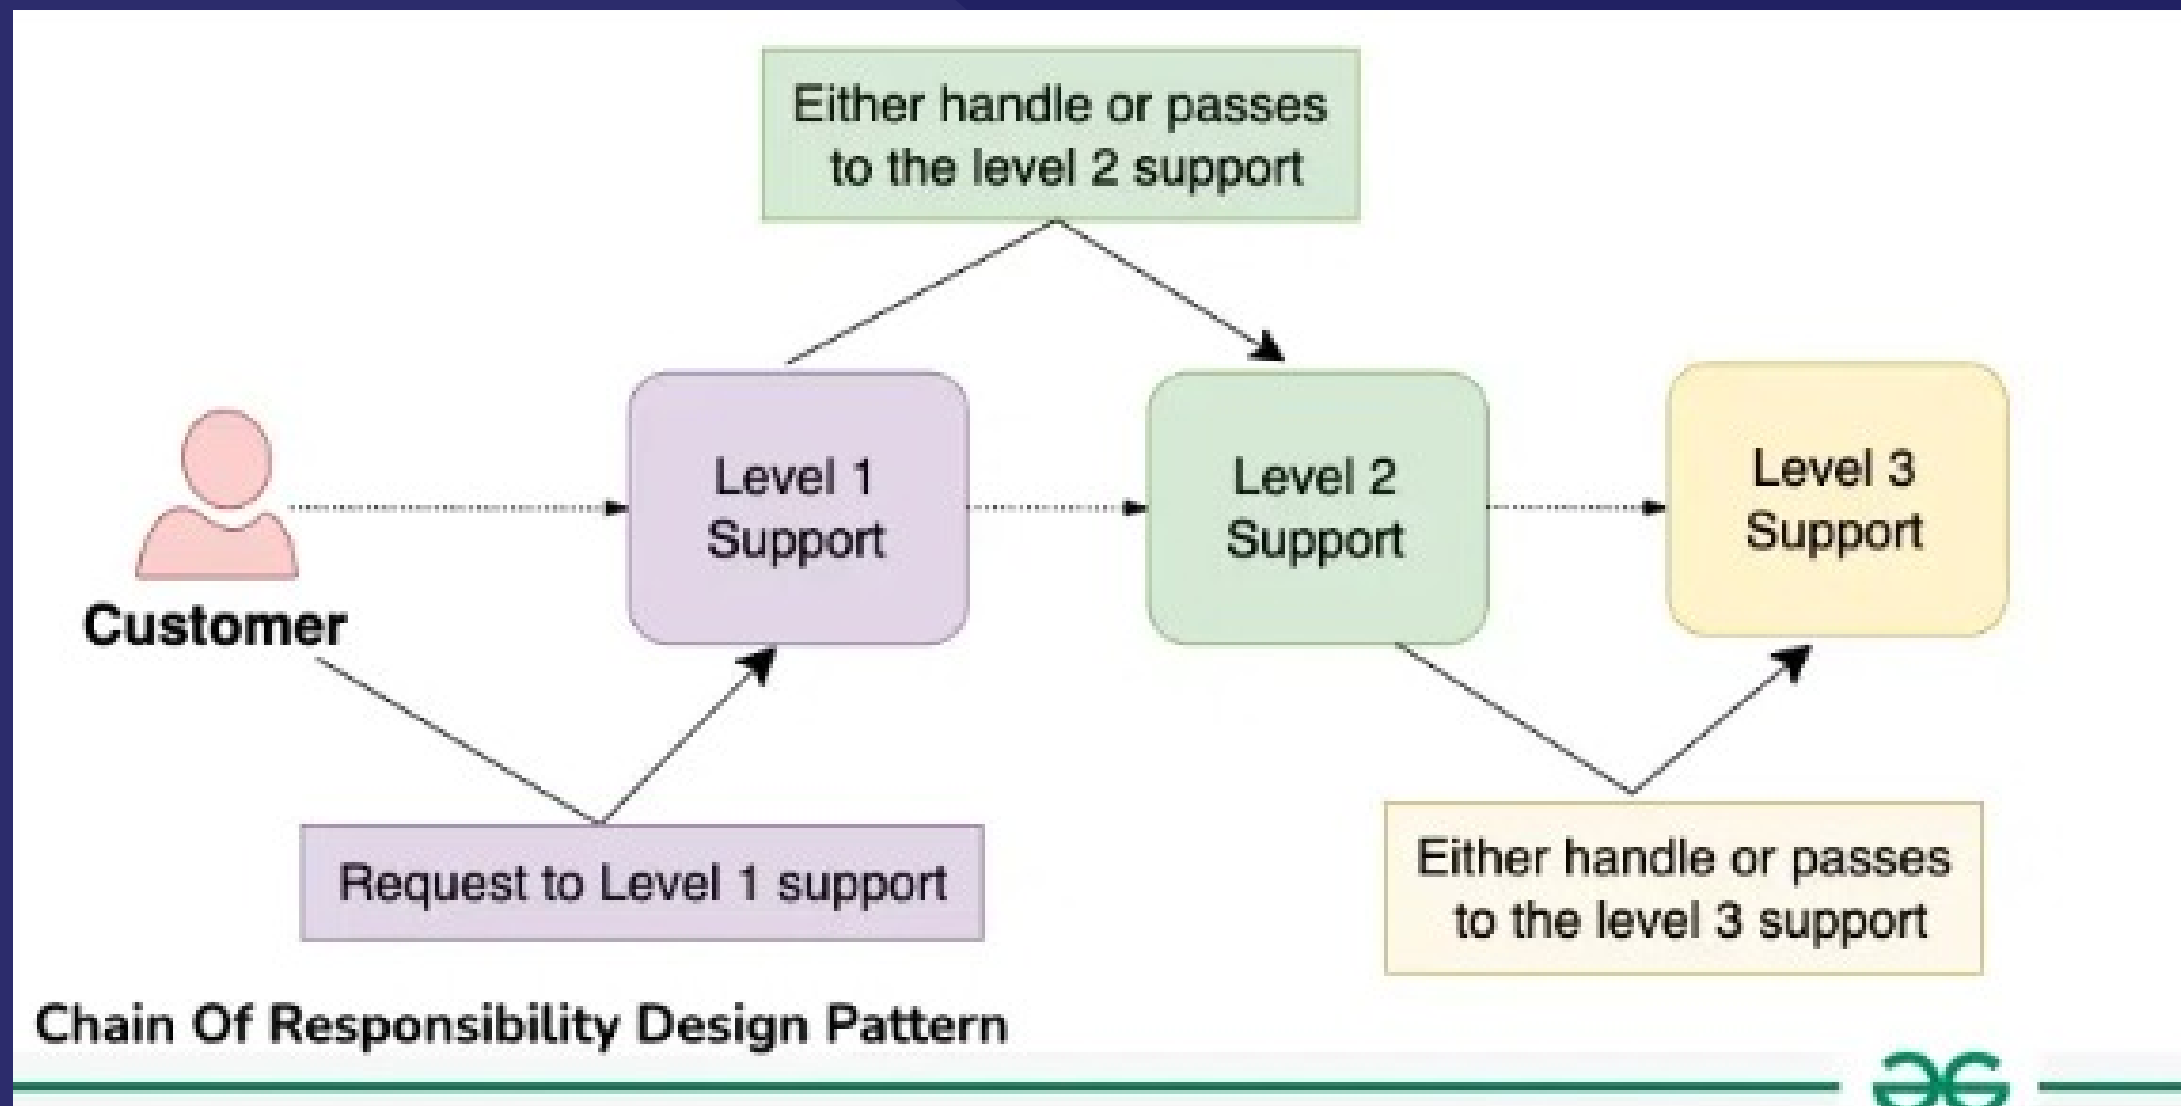 Either handle or passes
to the level 2 support
Level 1
Support
Level 2
Support
Level 3
Support
Customer
Request to Level 1 support
Either handle or passes
to the level 3 support
Chain Of Responsibility Design Pattern